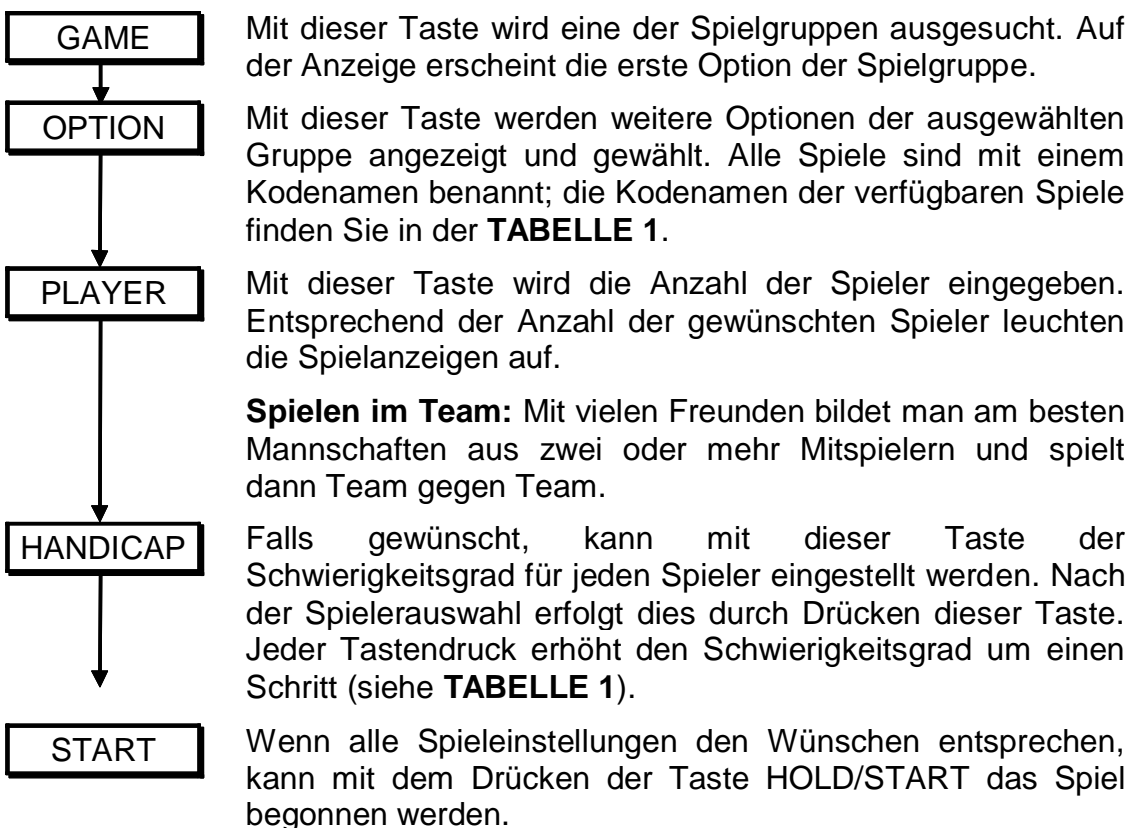 GAME
Mit dieser Taste wird eine der Spielgruppen ausgesucht. Auf
der Anzeige erscheint die erste Option der Spielgruppe.
OPTION
Mit dieser Taste werden weitere Optionen der ausgewählten
Gruppe angezeigt und gewählt. Alle Spiele sind mit einem
Kodenamen benannt; die Kodenamen der verfügbaren Spiele
finden Sie in der TABELLE 1.
PLAYER
Mit dieser Taste wird die Anzahl der Spieler eingegeben.
Entsprechend der Anzahl der gewünschten Spieler leuchten
die Spielanzeigen auf.
Spielen im Team: Mit vielen Freunden bildet man am besten
Mannschaften aus zwei oder mehr Mitspielern und spielt
dann Team gegen Team.
HANDICAP
Falls gewünscht, kann mit dieser Taste der
Schwierigkeitsgrad für jeden Spieler eingestellt werden. Nach
der Spielerauswahl erfolgt dies durch Drücken dieser Taste.
Jeder Tastendruck erhöht den Schwierigkeitsgrad um einen
Schritt (siehe TABELLE 1).
START
Wenn alle Spieleinstellungen den Wünschen entsprechen,
kann mit dem Drücken der Taste HOLD/START das Spiel
begonnen werden.